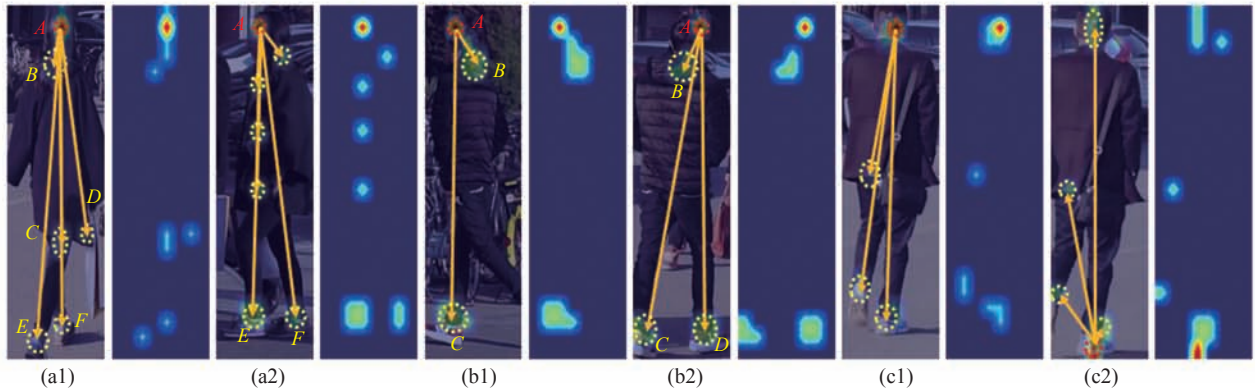 A A A A
B B B
D
C
E F E F C C D
(a1) (a2) (b1) (b2) (c1) (c2)